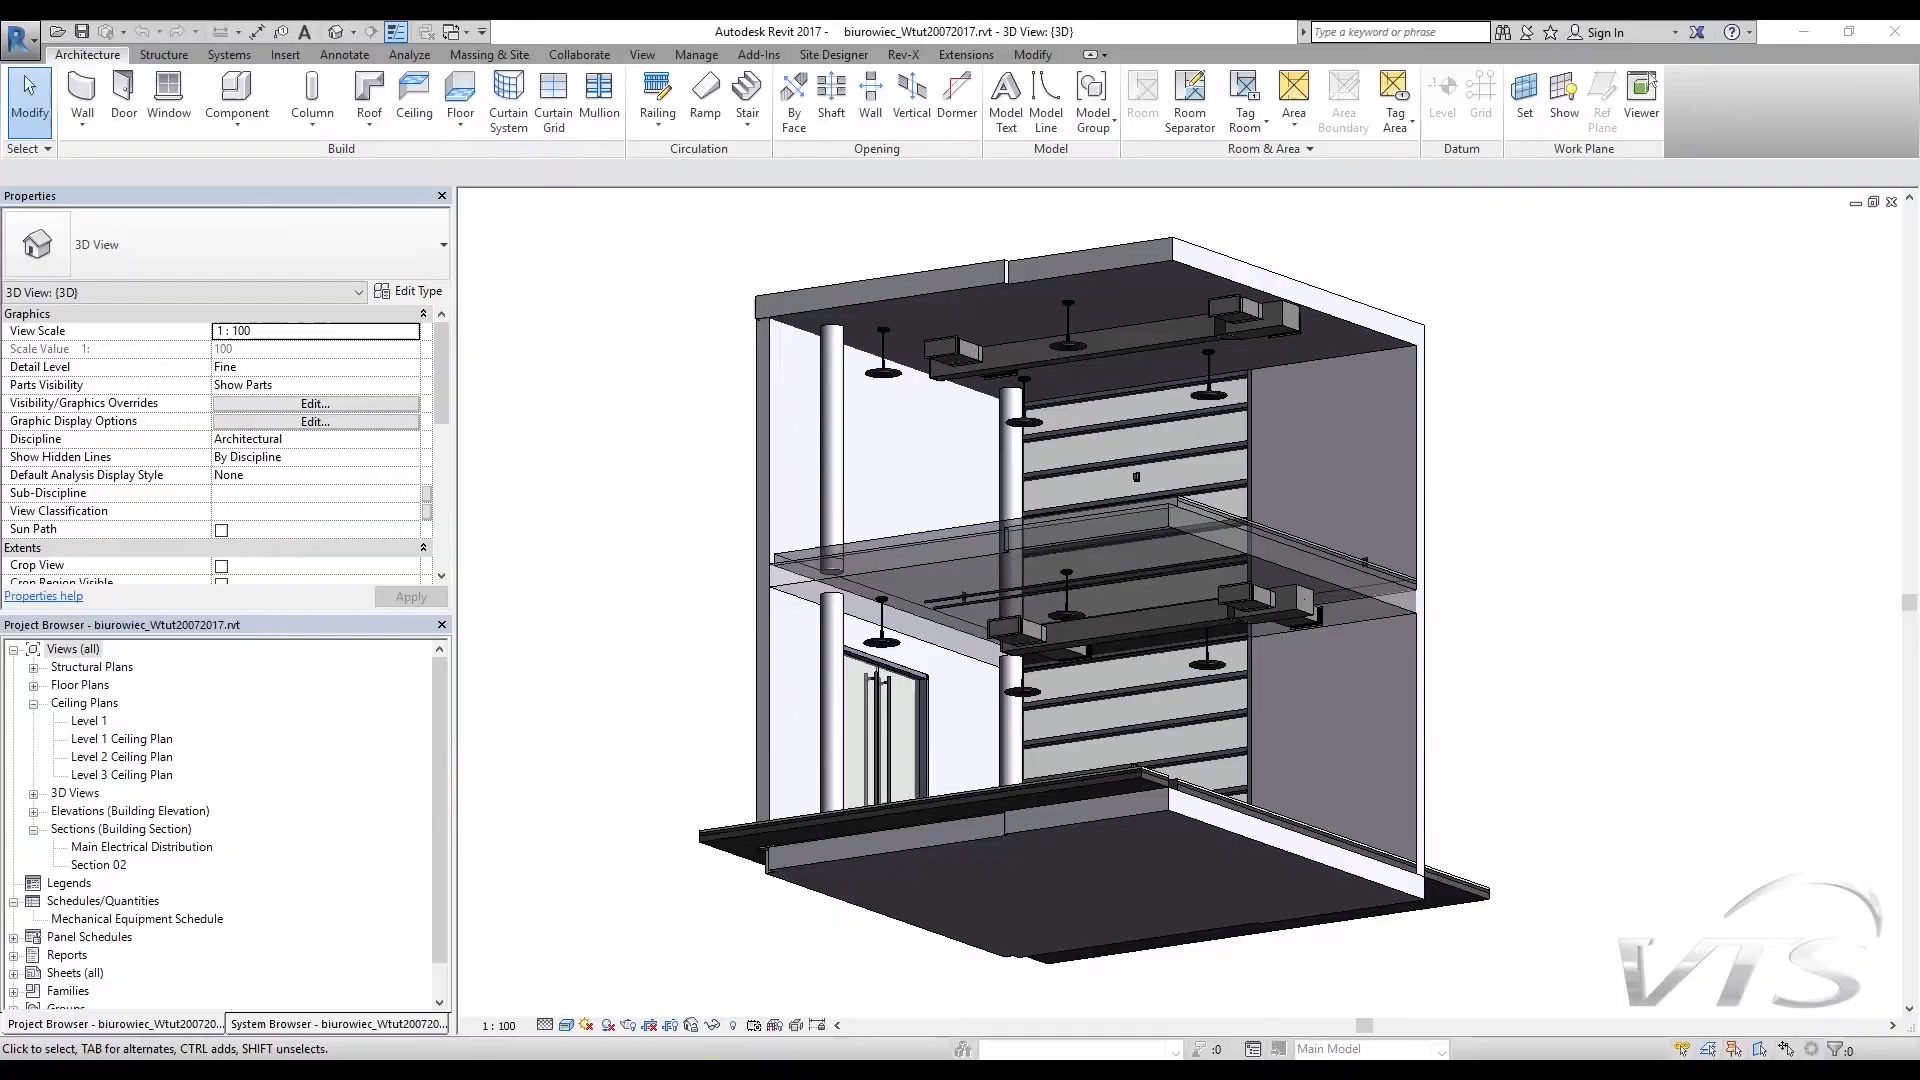 Autodesk Revit 2017 - biurowiec_Wtut20072017.rvt - 3D View: {3D}
Type a keyword or phrase
Sign In
Architecture Structure Systems Insert Annotate Analyze Massing & Site Collaborate View Manage Add-Ins Site Designer Rev-X Extensions Modify
Modify Wall Door Window Component Column Roof Ceiling Floor Curtain System Curtain Grid Mullion Railing Ramp Stair By Face Shaft Wall Vertical Dormer Model Text Model Line Model Group Room Room Separator Tag Room Area Area Boundary Tag Area Level Grid Set Show Ref Plane Viewer
Select Build Circulation Opening Model Room & Area Datum Work Plane
Properties
3D View
3D View: {3D} Edit Type
Graphics
View Scale 1 : 100
Scale Value 1: 100
Detail Level Fine
Parts Visibility Show Parts
Visibility/Graphics Overrides Edit...
Graphic Display Options Edit...
Discipline Architectural
Show Hidden Lines By Discipline
Default Analysis Display Style None
Sub-Discipline
View Classification
Sun Path
Extents
Crop View
Crop Region Visible
Properties help Apply
Project Browser - biurowiec_Wtut20072017.rvt
Views (all)
Structural Plans
Floor Plans
Ceiling Plans
Level 1
Level 1 Ceiling Plan
Level 2 Ceiling Plan
Level 3 Ceiling Plan
3D Views
Elevations (Building Elevation)
Sections (Building Section)
Main Electrical Distribution
Section 02
Legends
Schedules/Quantities
Mechanical Equipment Schedule
Panel Schedules
Reports
Sheets (all)
Families
Groups
Project Browser - biurowiec_Wtut200720... System Browser - biurowiec_Wtut200720...
1 : 100
VTS
Click to select, TAB for alternates, CTRL adds, SHIFT unselects.
:0
Main Model
:0